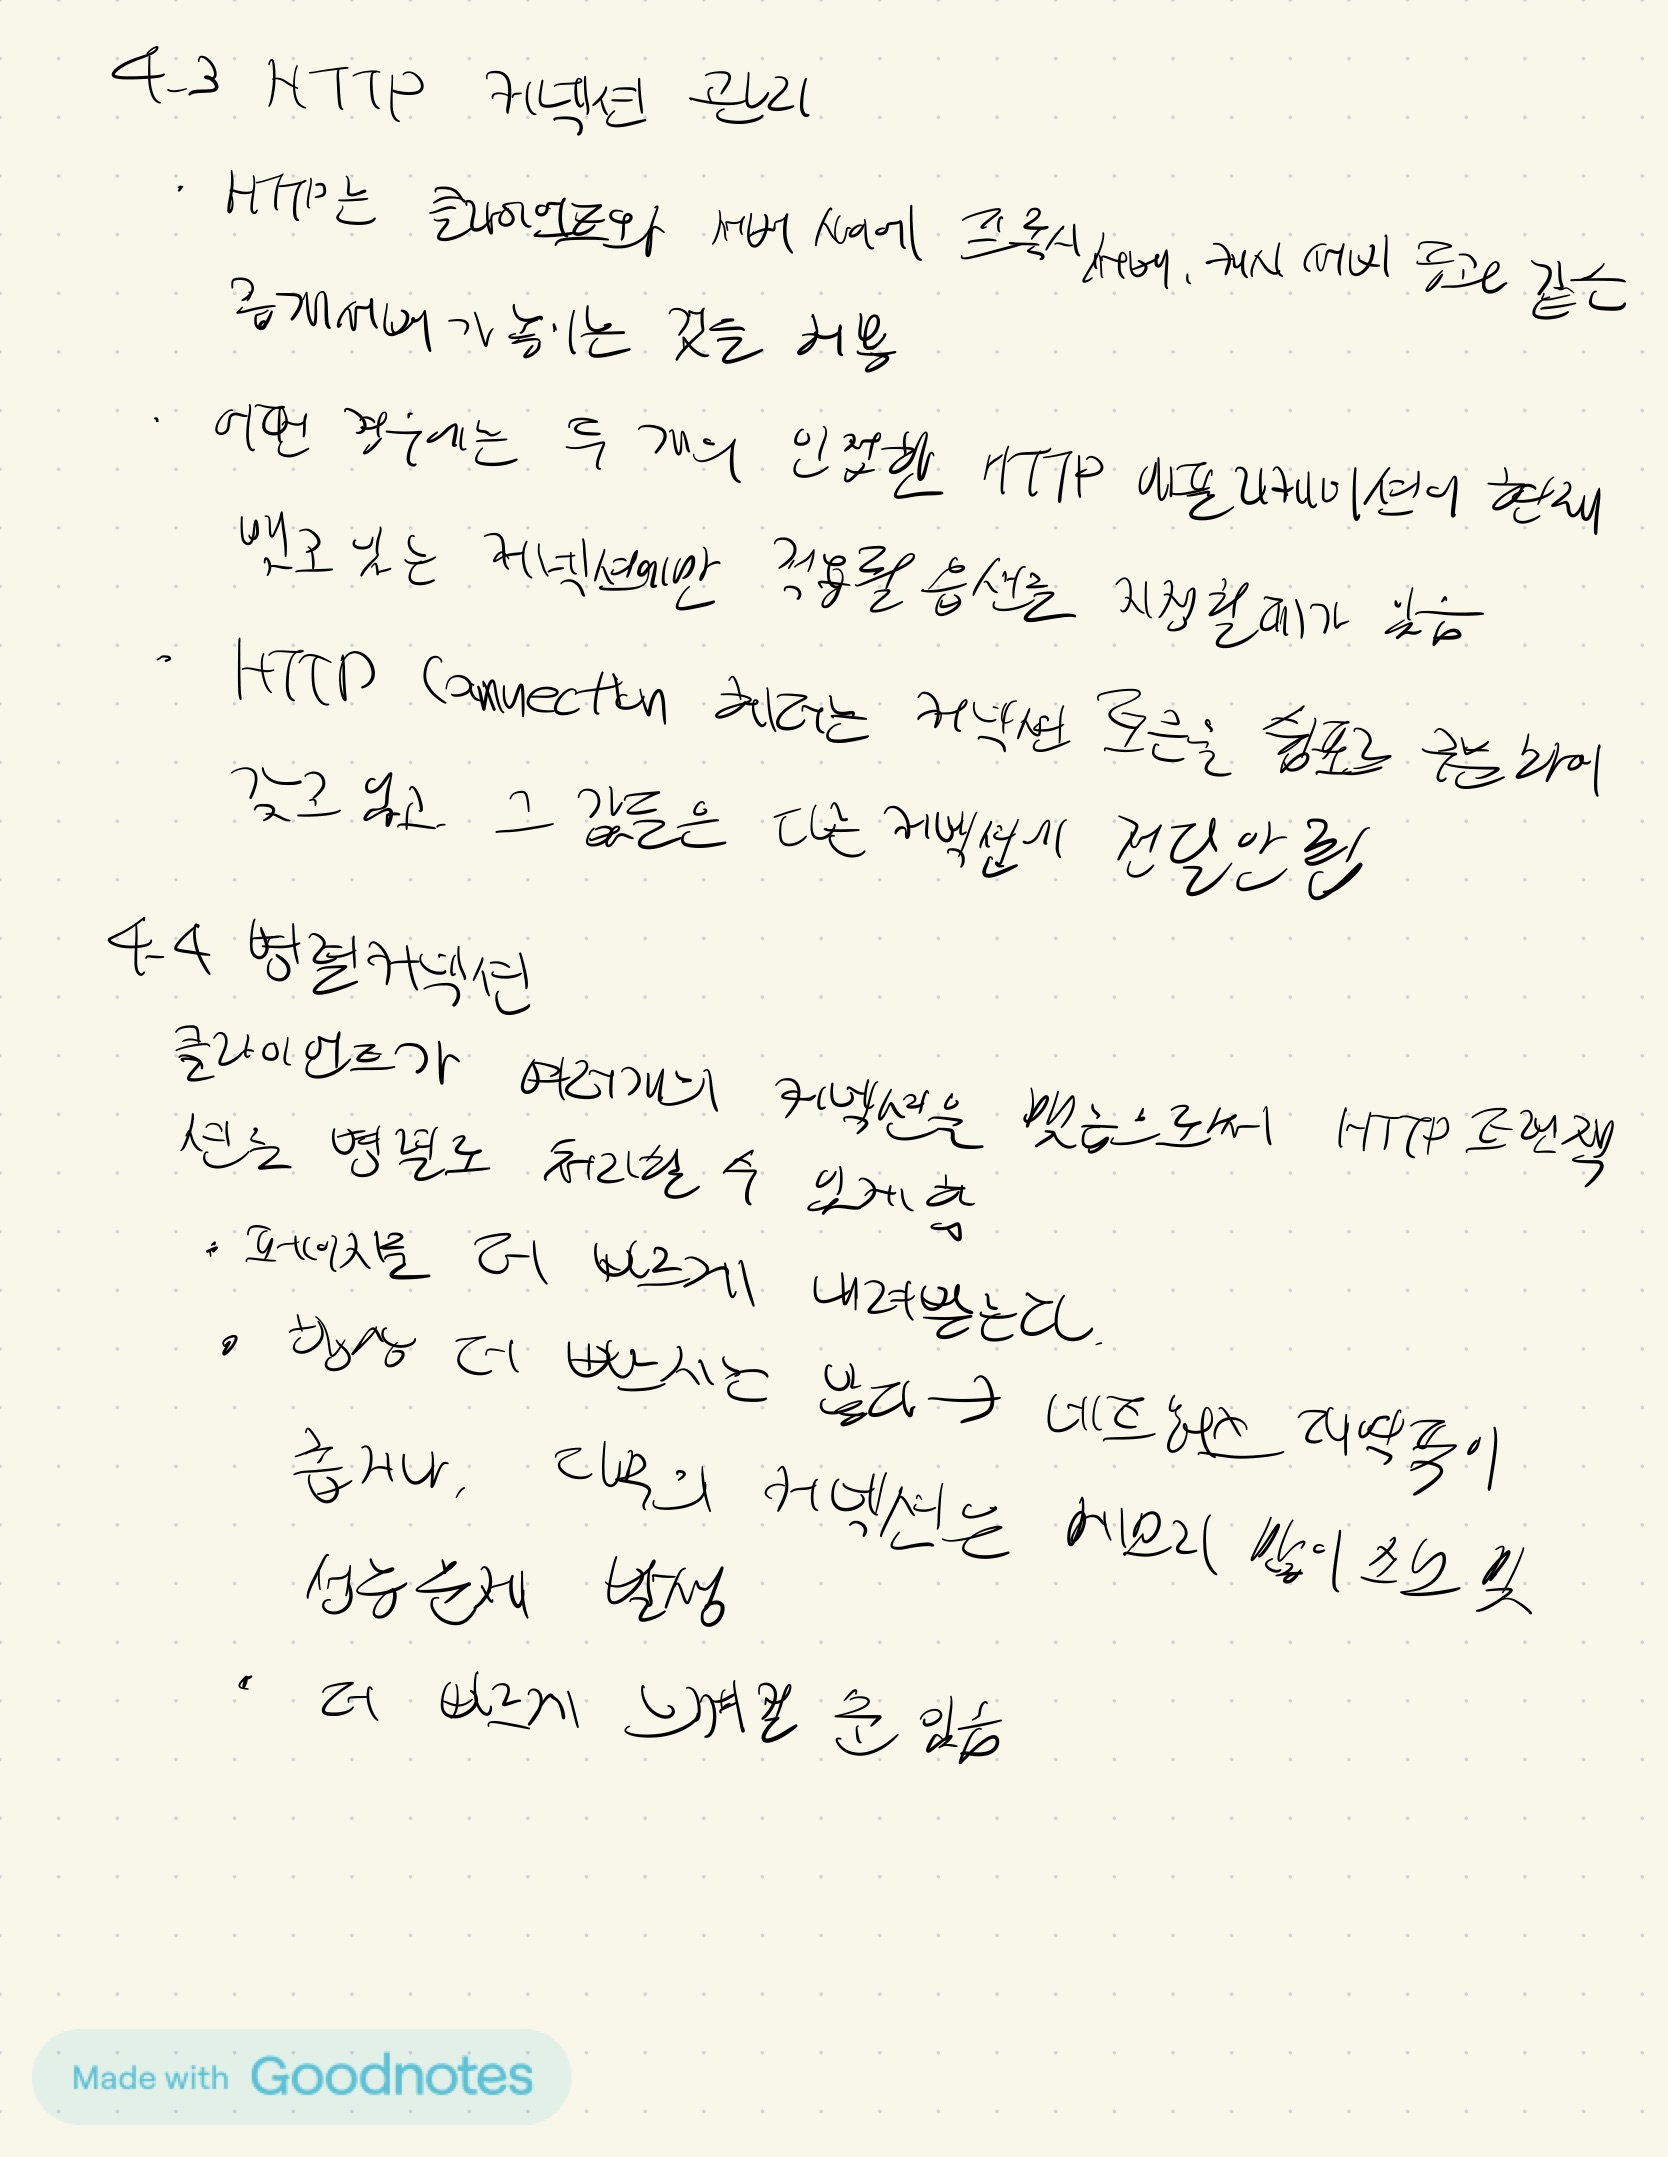 4-3 HTTP 커넥션 관리
· HTTP는 클라이언트와 서버 사이에 프록시 서버, 캐시 서버 등과 같은
중개서버가 놓이는 것을 허용
· 어떤 경우에는 두 개의 인접한 HTTP 애플리케이션이 현재
맺고 있는 커넥션에만 적용될 옵션을 지정할 때가 있음
· HTTP Connection 헤더는 커넥션 토큰을 쉼표로 구분하여
갖고 있고 그 값들은 다른 커넥션에 전달안됨
4-4 병렬커넥션
클라이언트가 여러개의 커넥션을 맺음으로써 HTTP 트랜잭
션을 병렬로 처리할 수 있게 함
· 페이지를 더 빠르게 내려받는다.
· 항상 더 빠르지는 않다 → 네트워크 대역폭이
좁거나, 다수의 커넥션은 메모리 많이 소모 및
성능문제 발생
· 더 빠르게 느껴질 순 있음
Made with Goodnotes